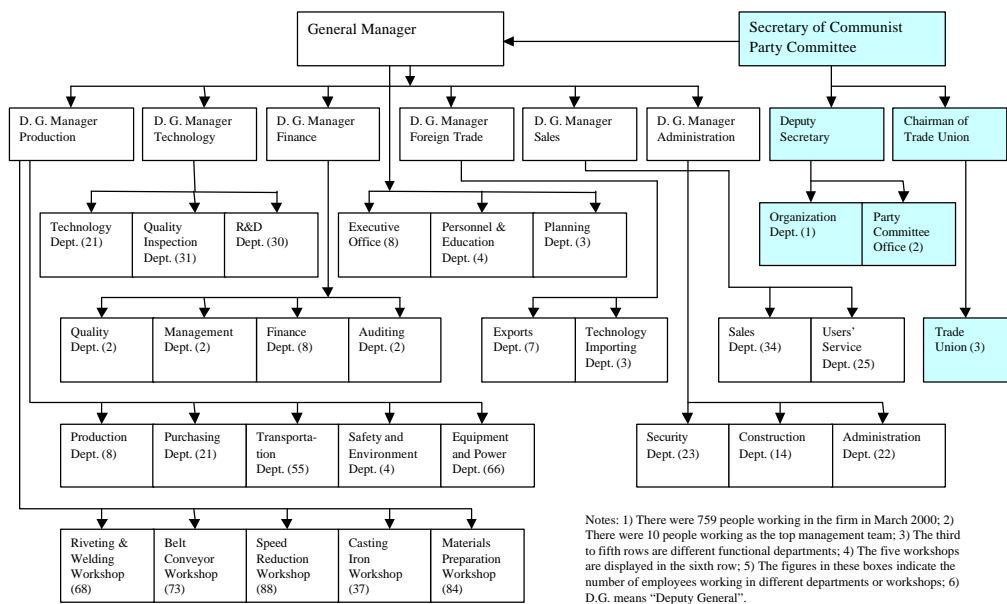 General Manager
Secretary of Communist
Party Committee
D. G. Manager
Production
D. G. Manager
Technology
D. G. Manager
Finance
D. G. Manager
Foreign Trade
D. G. Manager
Sales
D. G. Manager
Administration
Deputy
Secretary
Chairman of
Trade Union
Technology
Dept. (21)
Quality
Inspection
Dept. (31)
R&D
Dept. (30)
Executive
Office (8)
Personnel &
Education
Dept. (4)
Planning
Dept. (3)
Organization
Dept. (1)
Party
Committee
Office (2)
Quality
Dept. (2)
Management
Dept. (2)
Finance
Dept. (8)
Auditing
Dept. (2)
Exports
Dept. (7)
Technology
Importing
Dept. (3)
Sales
Dept. (34)
Users'
Service
Dept. (25)
Trade
Union (3)
Production
Dept. (8)
Purchasing
Dept. (21)
Transporta-
tion
Dept. (55)
Safety and
Environment
Dept. (4)
Equipment
and Power
Dept. (66)
Security
Dept. (23)
Construction
Dept. (14)
Administration
Dept. (22)
Riveting &
Welding
Workshop
(68)
Belt
Conveyor
Workshop
(73)
Speed
Reduction
Workshop
(88)
Casting
Iron
Workshop
(37)
Materials
Preparation
Workshop
(84)
Notes: 1) There were 759 people working in the firm in March 2000; 2)
There were 10 people working as the top management team; 3) The third
to fifth rows are different functional departments; 4) The five workshops
are displayed in the sixth row; 5) The figures in these boxes indicate the
number of employees working in different departments or workshops; 6)
D.G. means “Deputy General”.